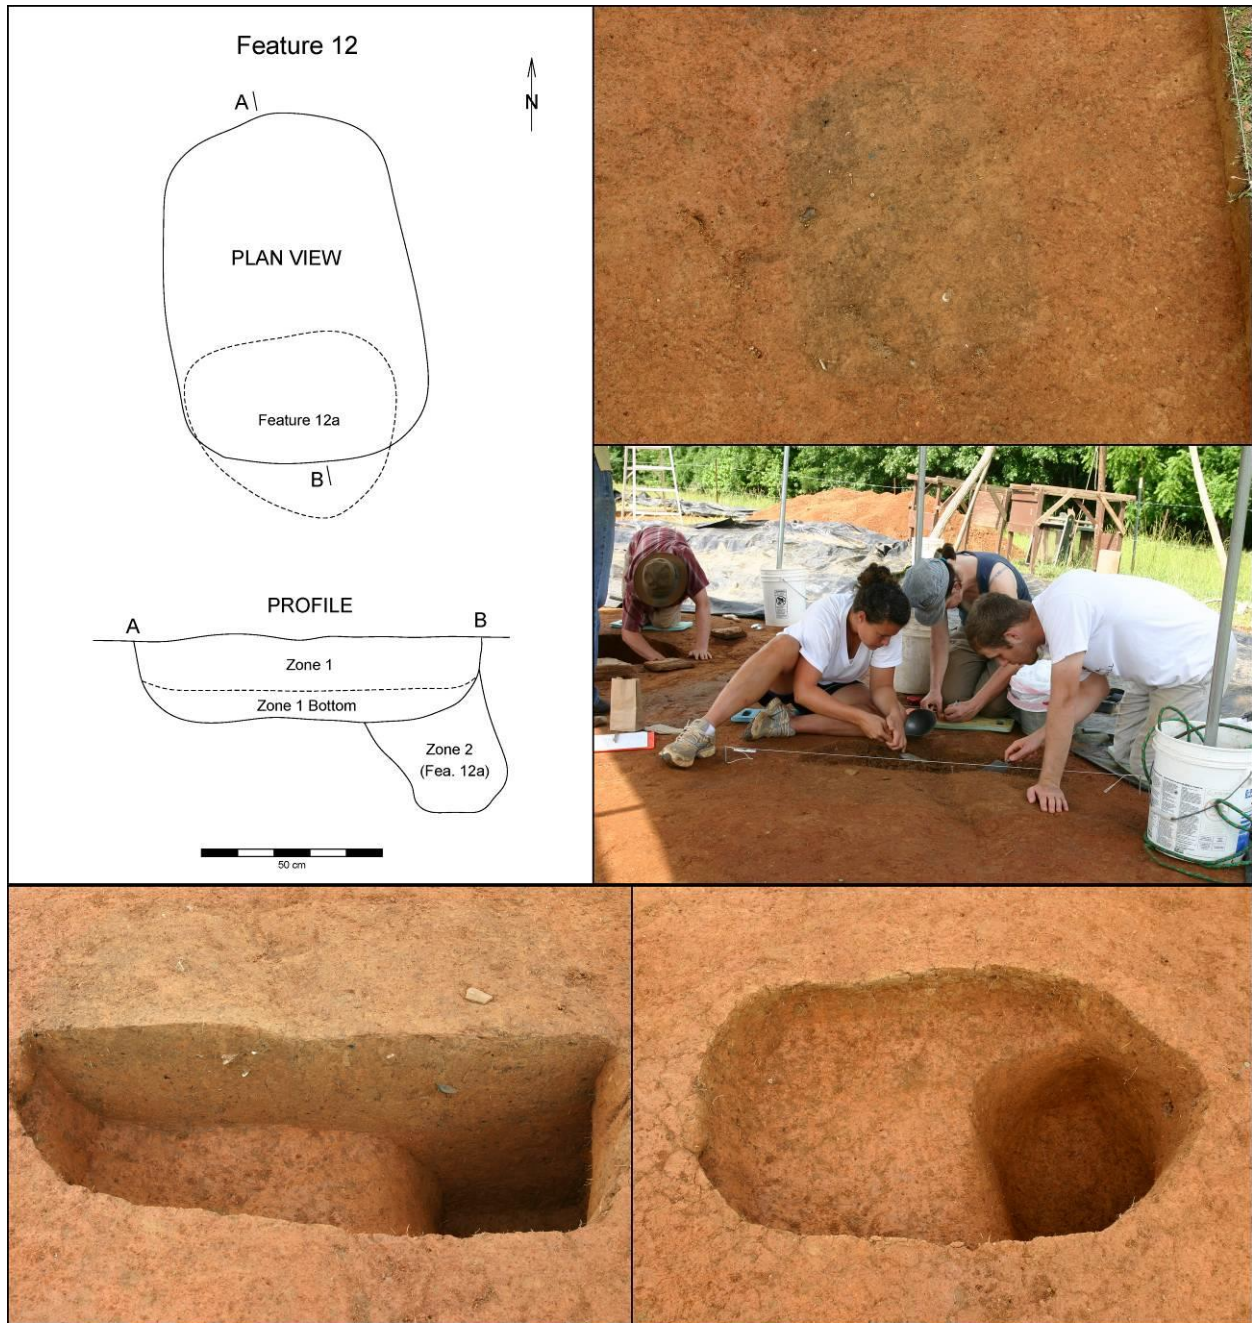 Feature 12
A
N
PLAN VIEW
Feature 12a
B
PROFILE
A
B
Zone 1
Zone 1 Bottom
Zone 2
(Fea. 12a)
50 cm